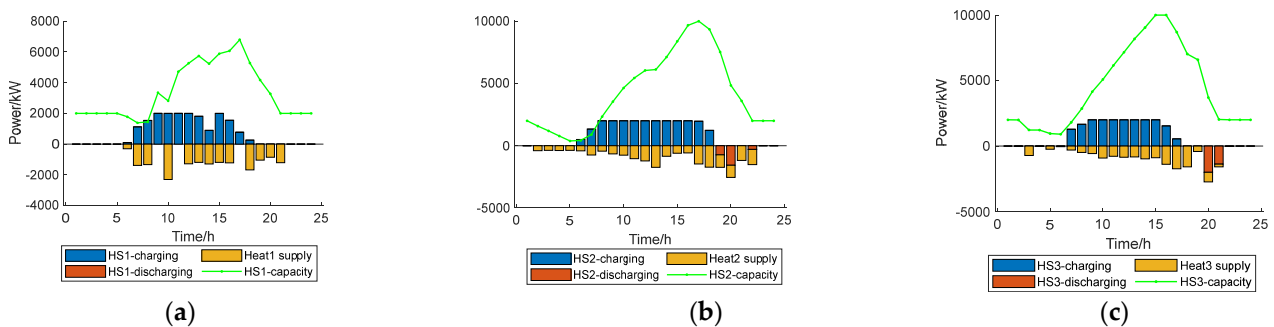 8000
6000
4000
2000
0
-2000
-4000
Power/kW
0 5 10 15 20 25
Time/h
HS1-charging Heat1 supply
HS1-discharging HS1-capacity
(a)
10000
5000
0
-5000
Power/kW
0 5 10 15 20 25
Time/h
HS2-charging Heat2 supply
HS2-discharging HS2-capacity
(b)
10000
5000
0
-5000
Power/kW
0 5 10 15 20 25
Time/h
HS3-charging Heat3 supply
HS3-discharging HS3-capacity
(c)